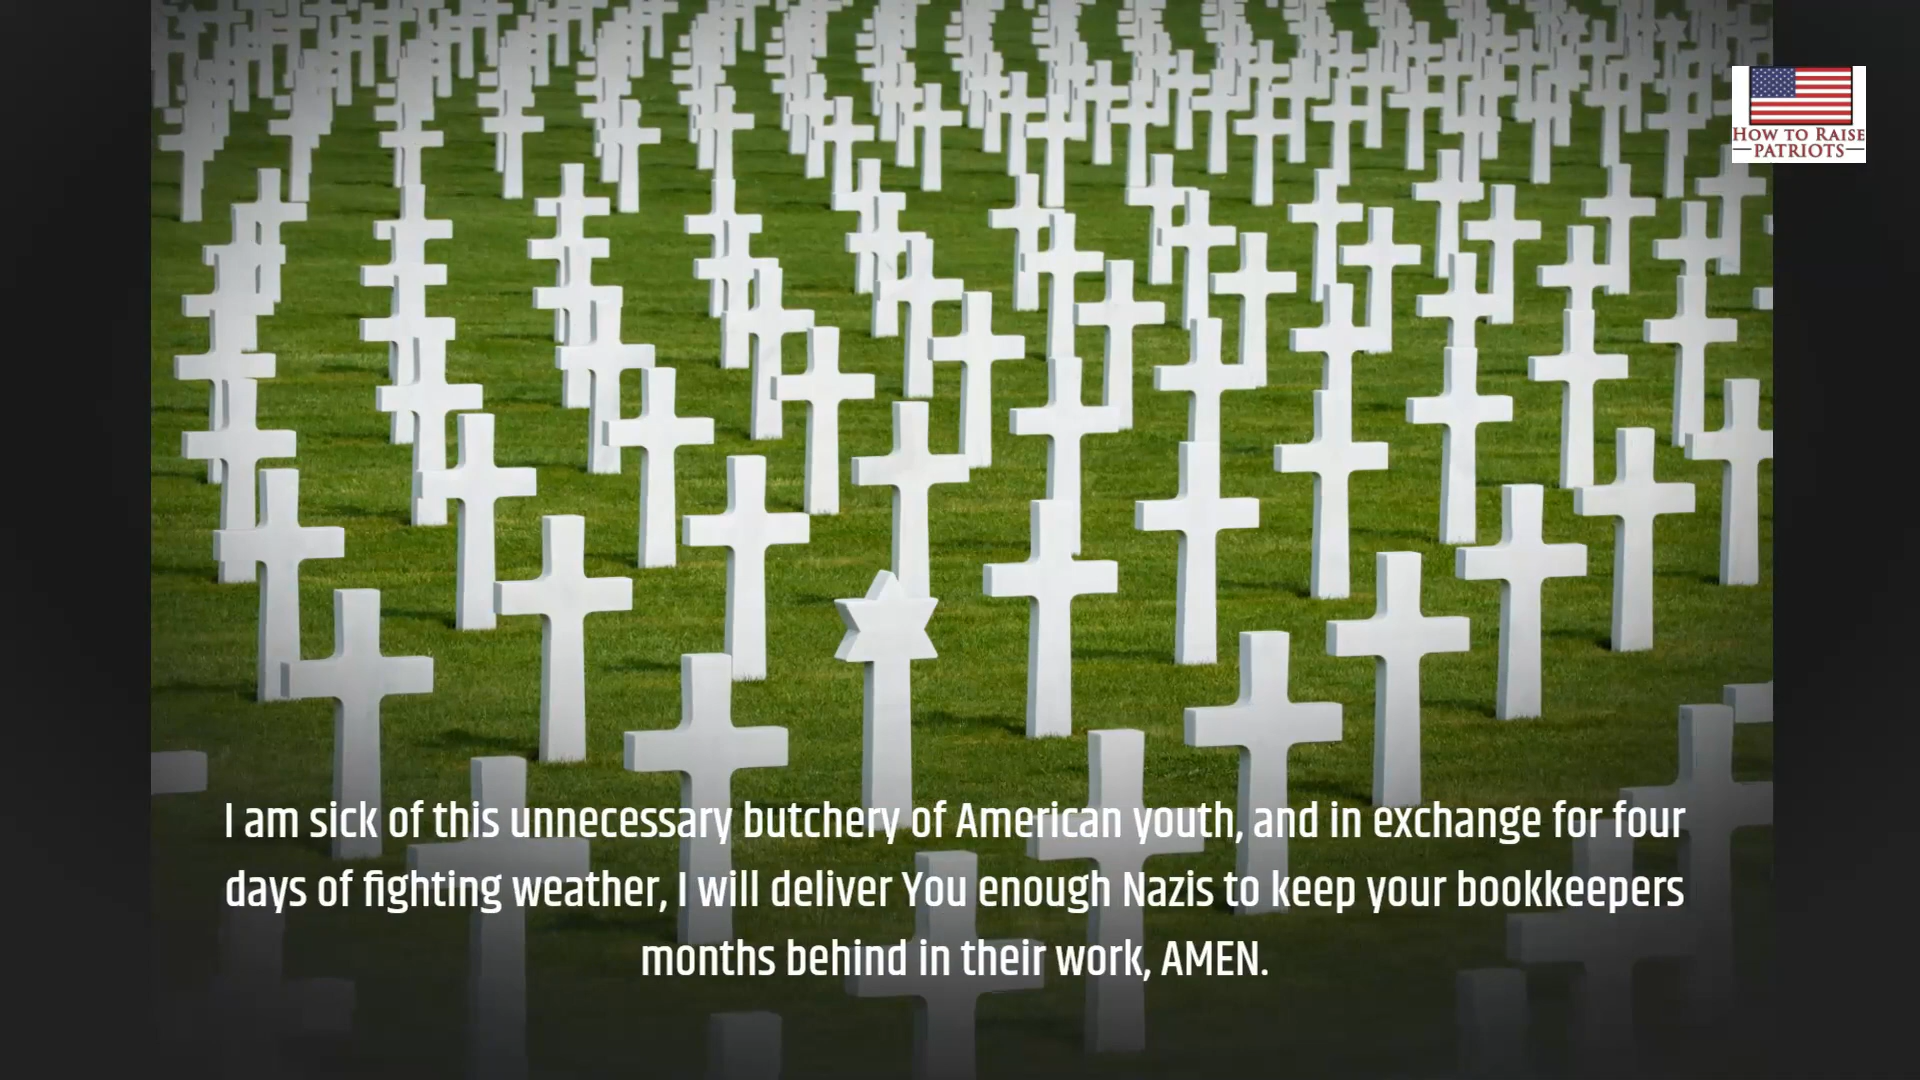 How to Raise
PATRIOTS
I am sick of this unnecessary butchery of American youth, and in exchange for four
days of fighting weather, I will deliver You enough Nazis to keep your bookkeepers
months behind in their work, AMEN.